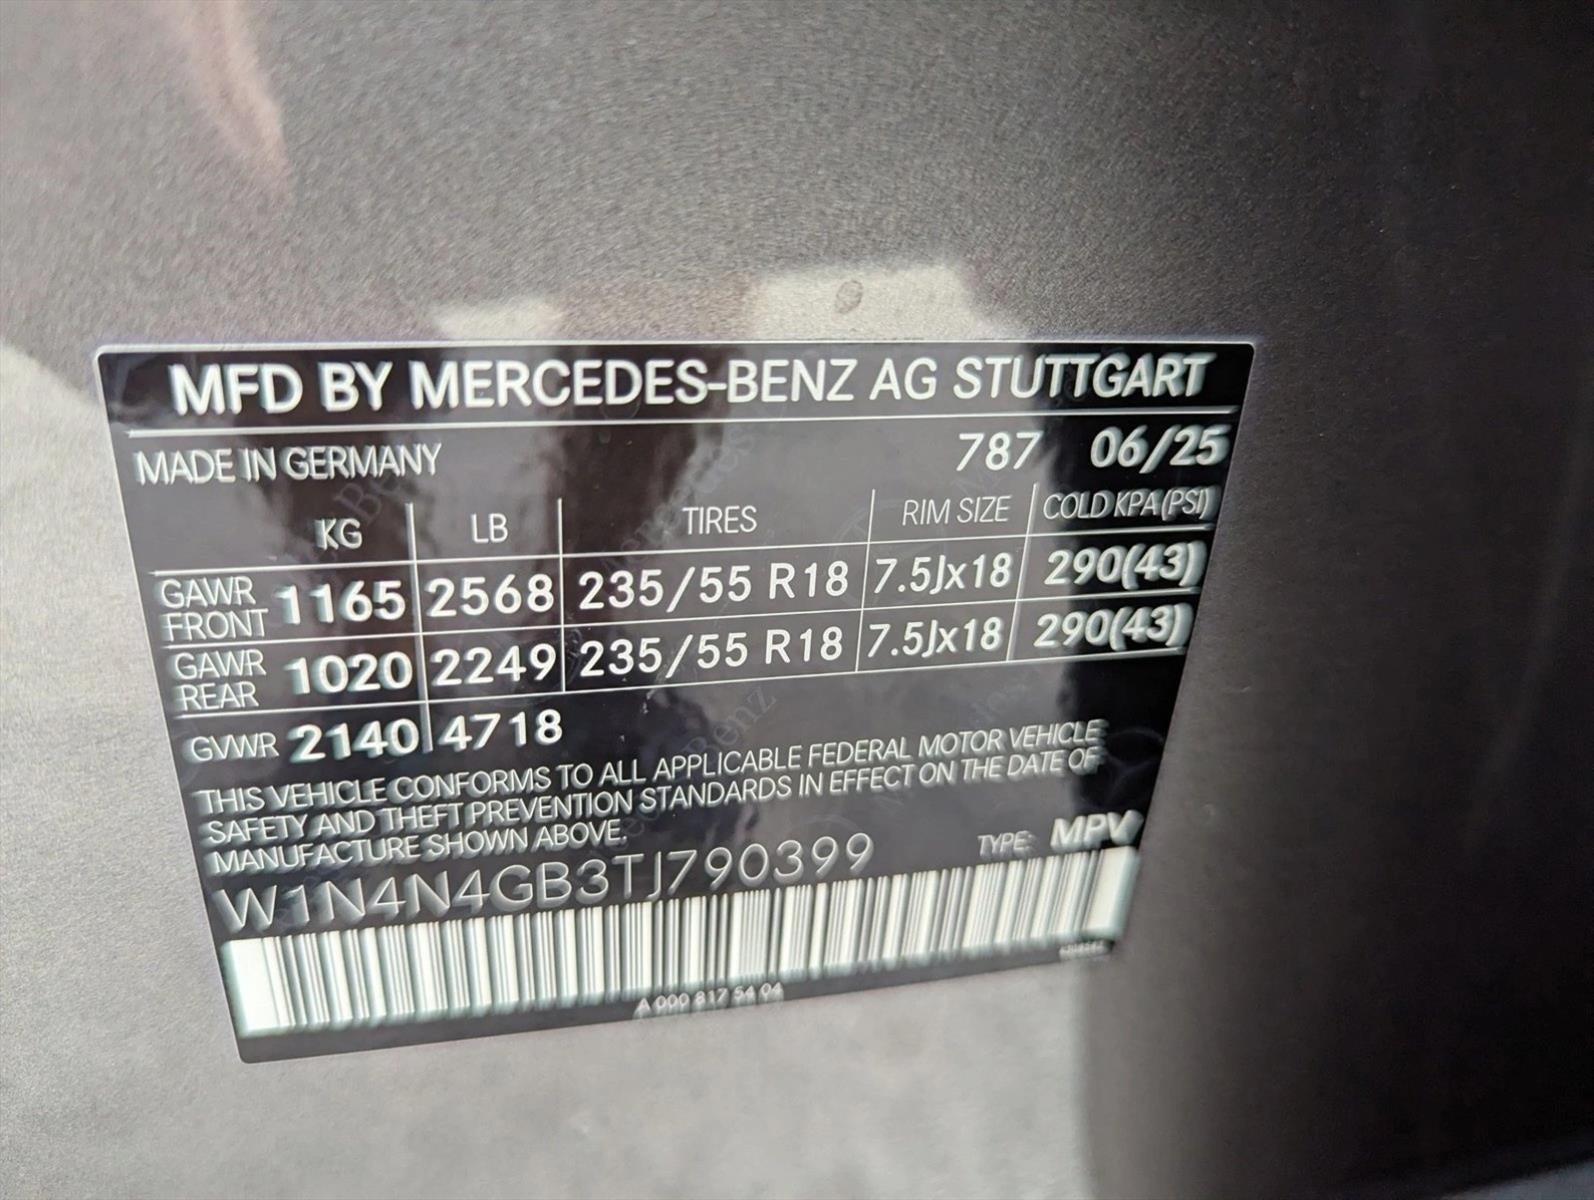 MFD BY MERCEDES-BENZ AG STUTTGART
MADE IN GERMANY 787 06/25
KG LB TIRES RIM SIZE COLD KPA(PSI)
GAWR FRONT 1165 2568 235/55 R18 7.5Jx18 290(43)
GAWR REAR 1020 2249 235/55 R18 7.5Jx18 290(43)
GVWR 2140 4718
THIS VEHICLE CONFORMS TO ALL APPLICABLE FEDERAL MOTOR VEHICLE
SAFETY AND THEFT PREVENTION STANDARDS IN EFFECT ON THE DATE OF
MANUFACTURE SHOWN ABOVE.
TYPE: MPV
W1N4N4GB3TJ790399
A 000 817 54 04